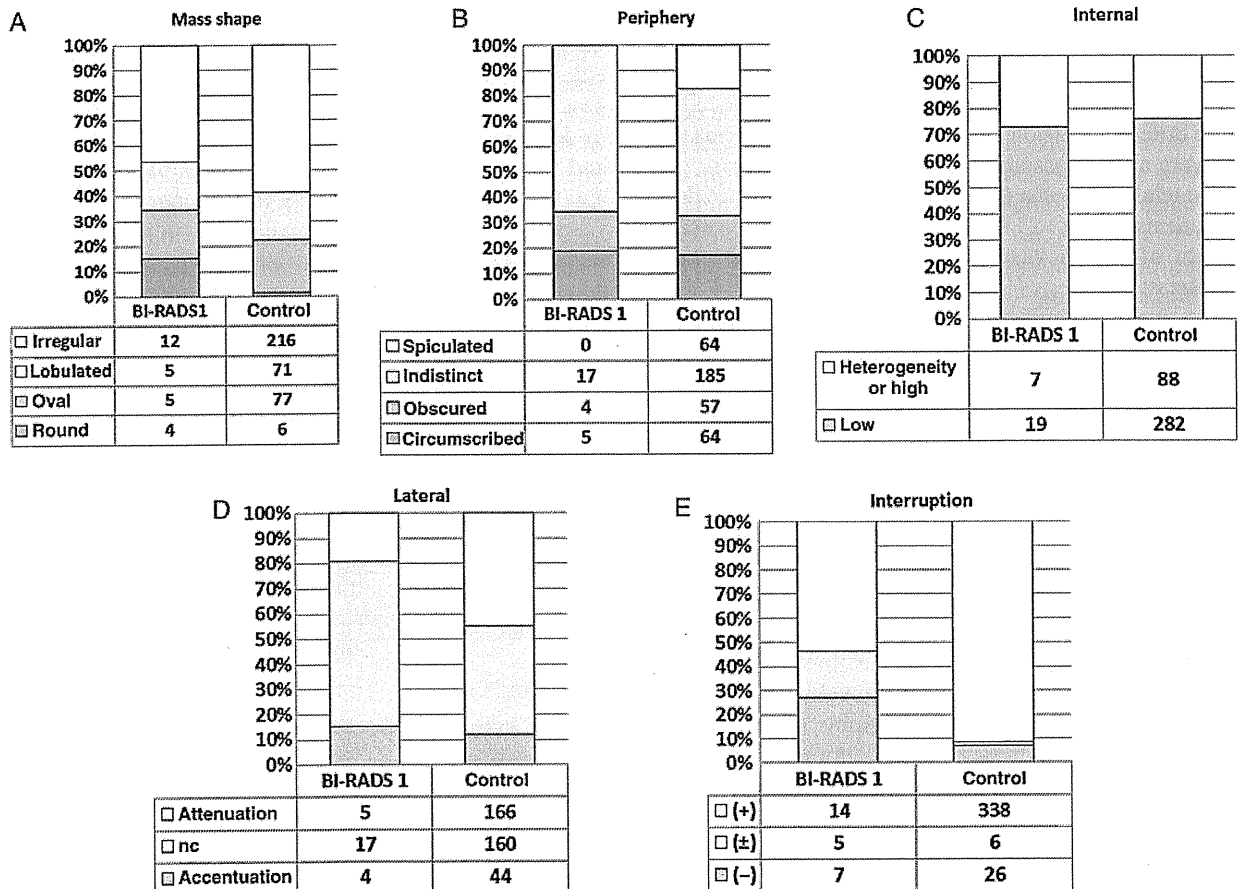 A
Mass shape
100%
90%
80%
70%
60%
50%
40%
30%
20%
10%
0%
BI-RADS1 Control
Irregular 12 216
Lobulated 5 71
Oval 5 77
Round 4 6
B
Periphery
100%
90%
80%
70%
60%
50%
40%
30%
20%
10%
0%
BI-RADS 1 Control
Spiculated 0 64
Indistinct 17 185
Obscured 4 57
Circumscribed 5 64
C
Internal
100%
90%
80%
70%
60%
50%
40%
30%
20%
10%
0%
BI-RADS 1 Control
Heterogeneity
or high 7 88
Low 19 282
D
Lateral
100%
90%
80%
70%
60%
50%
40%
30%
20%
10%
0%
BI-RADS 1 Control
Attenuation 5 166
nc 17 160
Accentuation 4 44
E
Interruption
100%
90%
80%
70%
60%
50%
40%
30%
20%
10%
0%
BI-RADS 1 Control
(+) 14 338
(±) 5 6
(−) 7 26